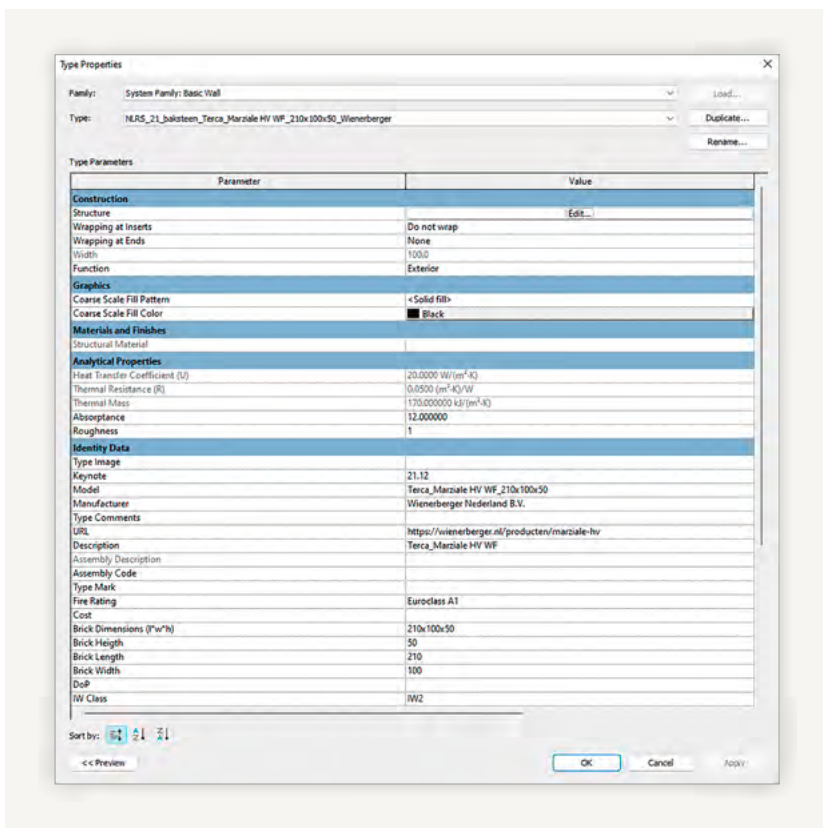 Type Properties
Family: System Family: Basic Wall Load...
Type: NLRS_21_baksteen_Terca_Marziale HV WF_210x100x50_Wienerberger Duplicate...
Rename...
Type Parameters
Parameter Value
Construction
Structure Edit...
Wrapping at Inserts Do not wrap
Wrapping at Ends None
Width 100.0
Function Exterior
Graphics
Coarse Scale Fill Pattern <Solid fill>
Coarse Scale Fill Color Black
Materials and Finishes
Structural Material
Analytical Properties
Heat Transfer Coefficient (U) 20.0000 W/(m²·K)
Thermal Resistance (R) 0.0500 (m²·K)/W
Thermal Mass 170.000000 kJ/(m²·K)
Absorptance 12.000000
Roughness 1
Identity Data
Type Image
Keynote 21.12
Model Terca_Marziale HV WF_210x100x50
Manufacturer Wienerberger Nederland B.V.
Type Comments
URL https://wienerberger.nl/producten/marziale-hv
Description Terca_Marziale HV WF
Assembly Description
Assembly Code
Type Mark
Fire Rating Euroclass A1
Cost
Brick Dimensions (l*w*h) 210x100x50
Brick Heigth 50
Brick Length 210
Brick Width 100
DoP
IW Class IW2
Sort by:
<< Preview OK Cancel Apply